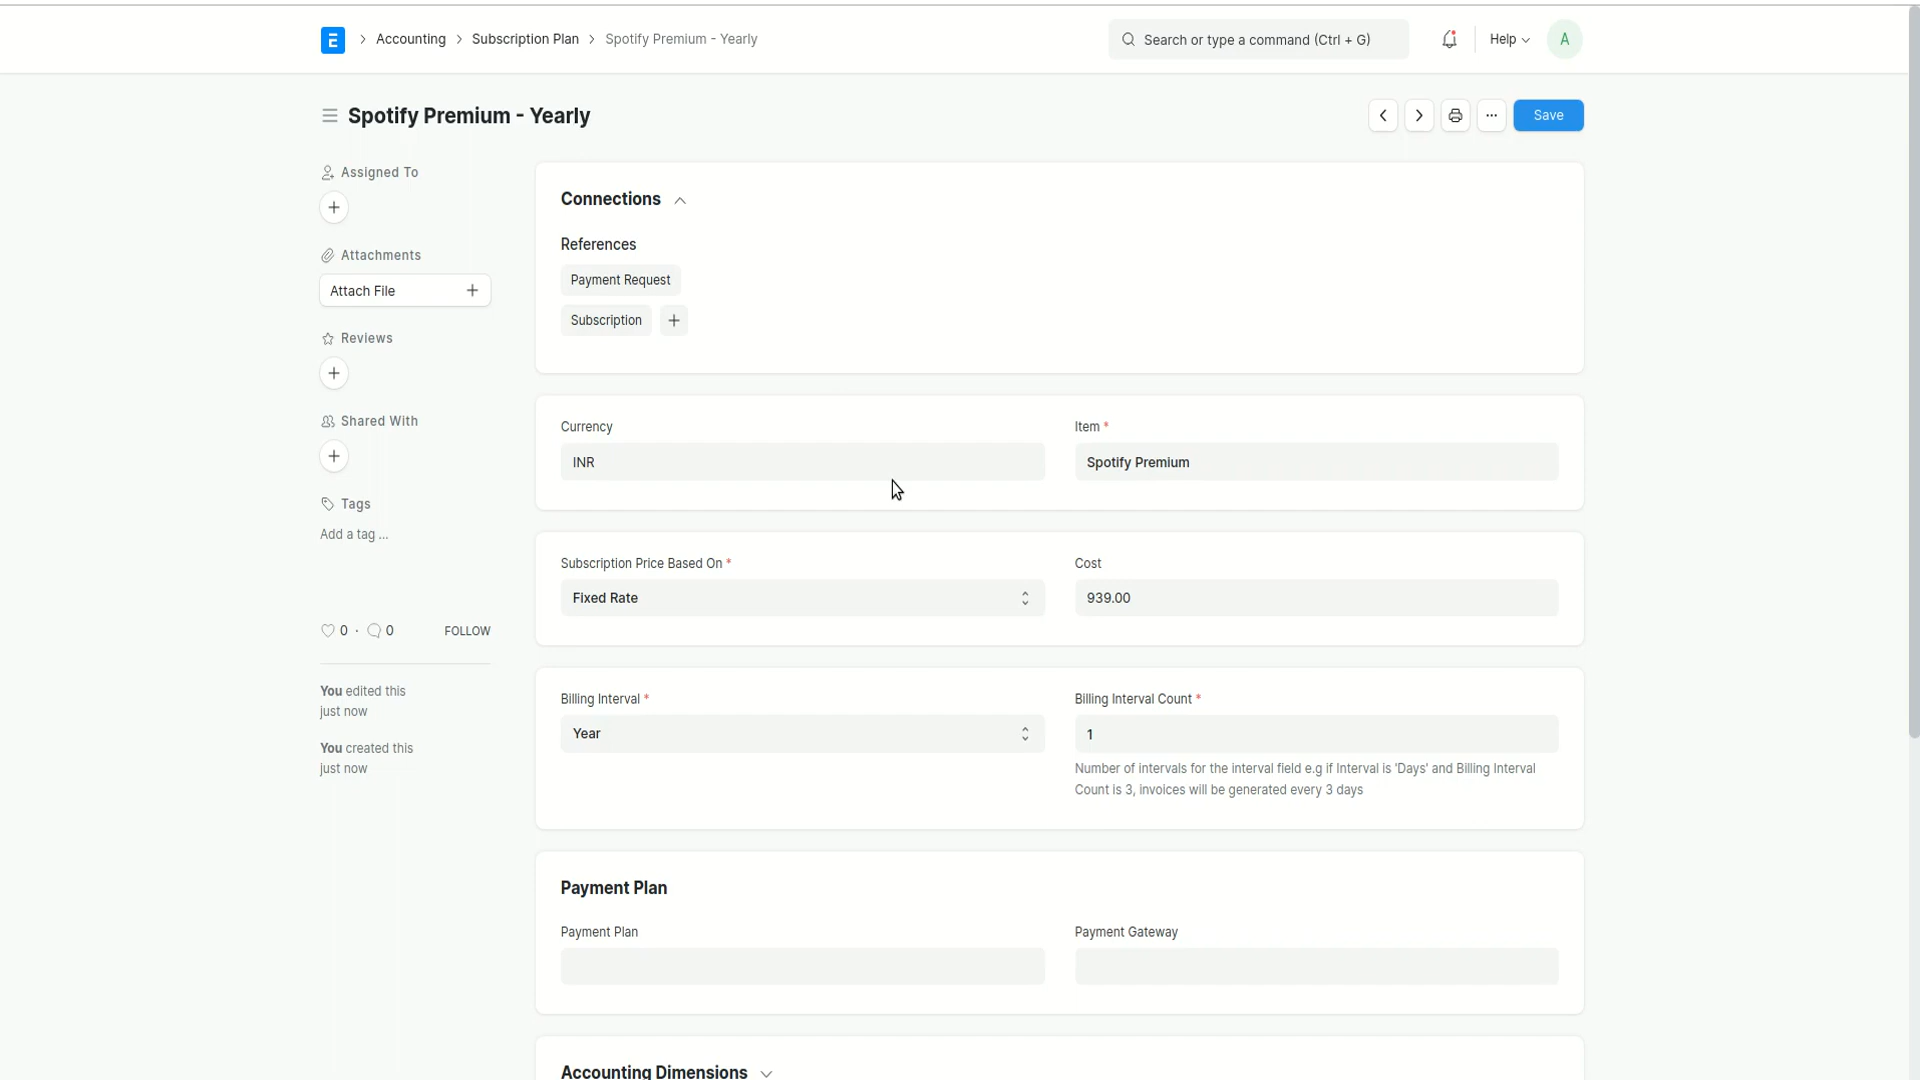 E
Accounting
Subscription Plan
Spotify Premium - Yearly
Search or type a command (Ctrl + G)
Help
A
Spotify Premium - Yearly
Save
Assigned To
Attachments
Attach File
Reviews
Shared With
Tags
Add a tag ...
0 · 0
FOLLOW
You edited this
just now
You created this
just now
Connections
References
Payment Request
Subscription
Currency
INR
Item *
Spotify Premium
Subscription Price Based On *
Fixed Rate
Cost
939.00
Billing Interval *
Year
Billing Interval Count *
1
Number of intervals for the interval field e.g if Interval is 'Days' and Billing Interval
Count is 3, invoices will be generated every 3 days
Payment Plan
Payment Plan
Payment Gateway
Accounting Dimensions